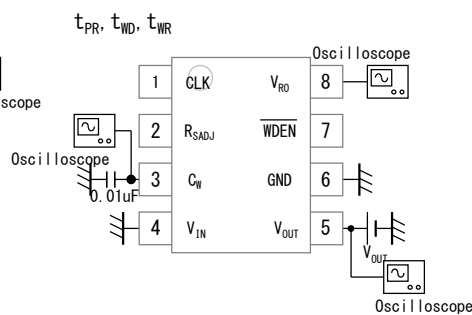 tPR, tWD, tWR
Oscilloscope
scope
1 CLK VRO 8
2 RSADJ WDEN 7
Oscilloscope
3 CW GND 6
0.01uF
4 VIN VOUT 5
VOUT
Oscilloscope